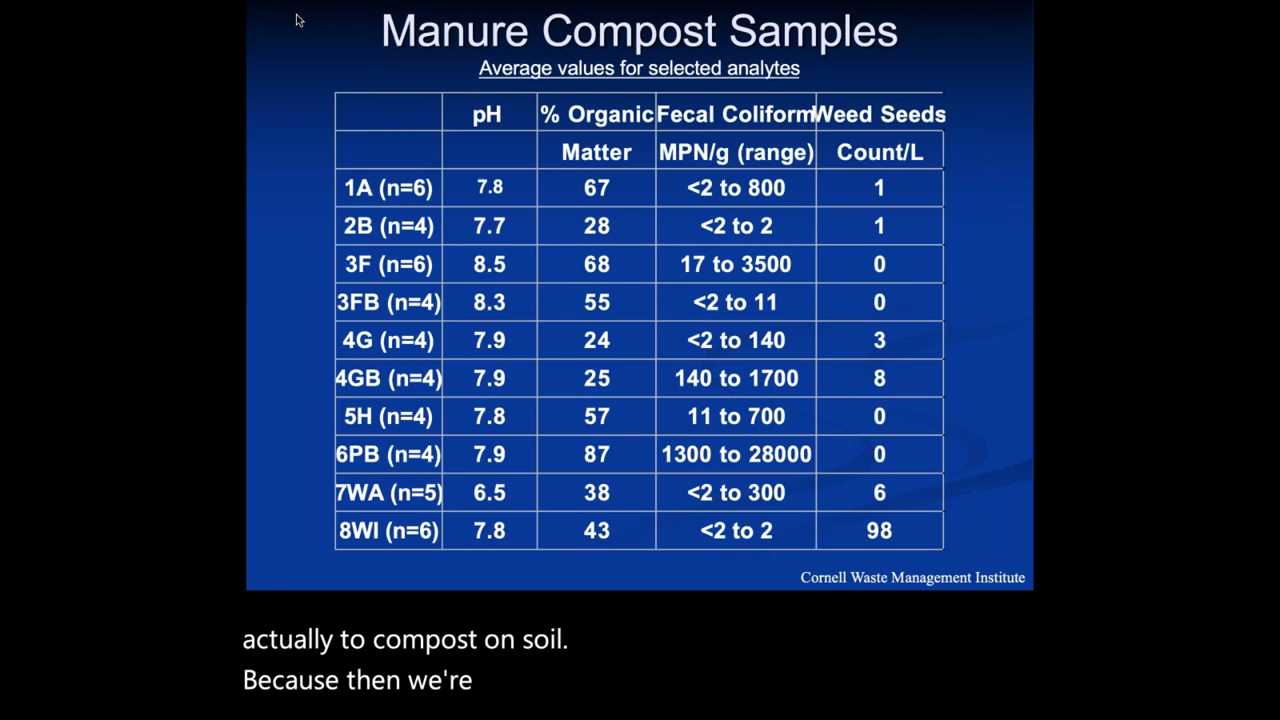 Manure Compost Samples
Average values for selected analytes
pH % Organic Fecal Coliform Weed Seeds
Matter MPN/g (range) Count/L
1A (n=6) 7.8 67 <2 to 800 1
2B (n=4) 7.7 28 <2 to 2 1
3F (n=6) 8.5 68 17 to 3500 0
3FB (n=4) 8.3 55 <2 to 11 0
4G (n=4) 7.9 24 <2 to 140 3
4GB (n=4) 7.9 25 140 to 1700 8
5H (n=4) 7.8 57 11 to 700 0
6PB (n=4) 7.9 87 1300 to 28000 0
7WA (n=5) 6.5 38 <2 to 300 6
8WI (n=6) 7.8 43 <2 to 2 98
Cornell Waste Management Institute
actually to compost on soil.
Because then we're